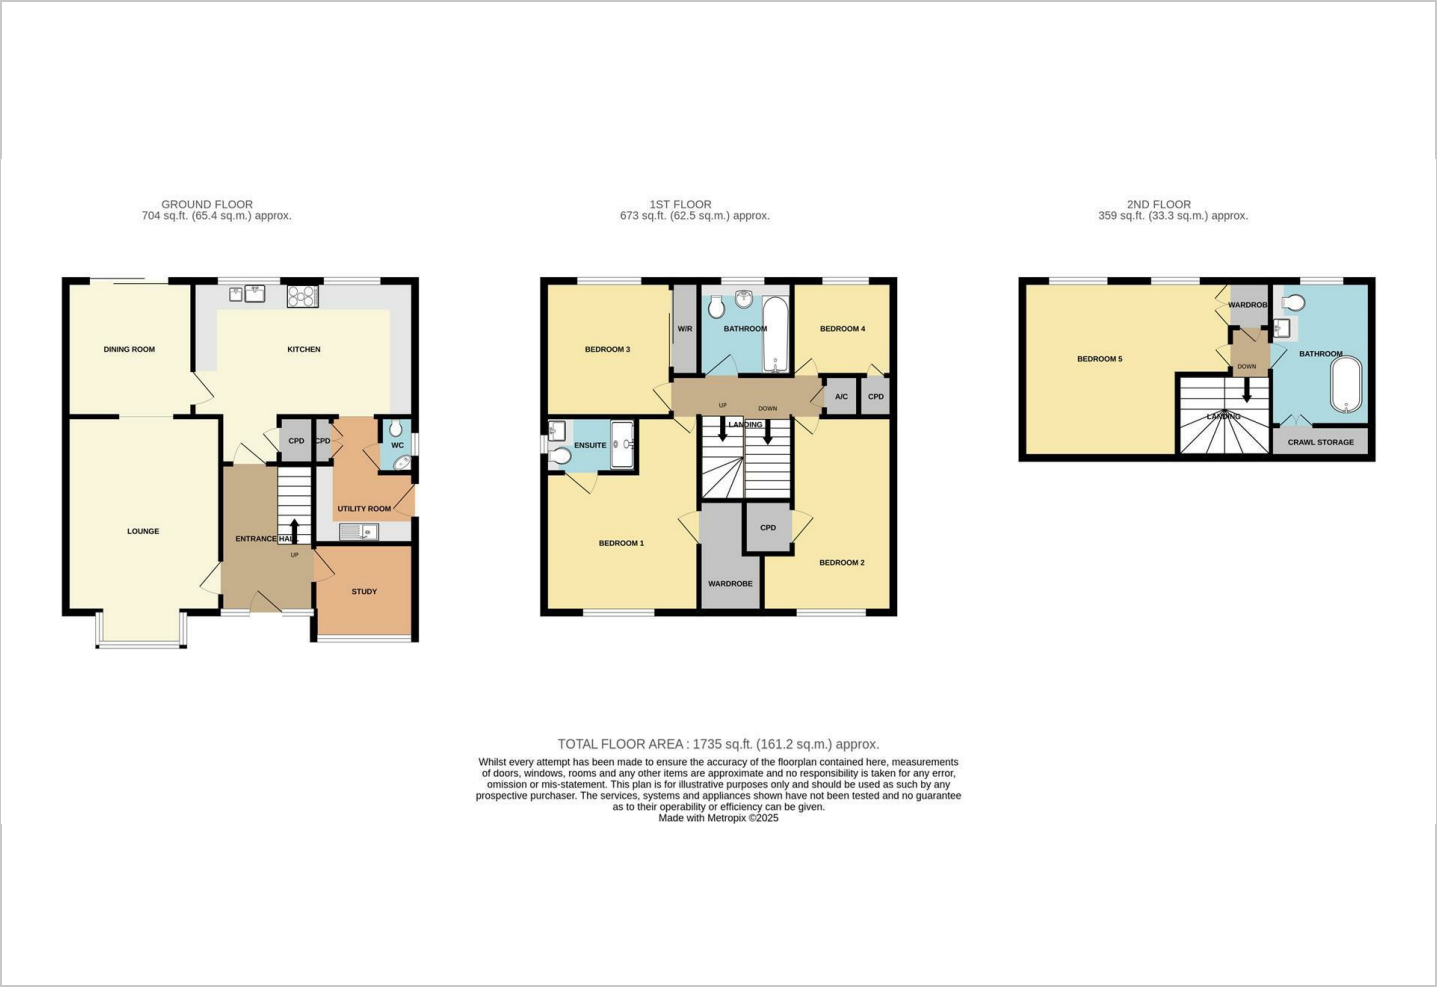 GROUND FLOOR
704 sq.ft. (65.4 sq.m.) approx.
DINING ROOM
KITCHEN
CPD
CPD
WC
LOUNGE
UTILITY ROOM
ENTRANCE HALL
UP
STUDY
1ST FLOOR
673 sq.ft. (62.5 sq.m.) approx.
BEDROOM 3
W/R
BATHROOM
BEDROOM 4
A/C
CPD
UP
DOWN
LANDING
ENSUITE
CPD
BEDROOM 1
BEDROOM 2
WARDROBE
2ND FLOOR
359 sq.ft. (33.3 sq.m.) approx.
WARDROB
BEDROOM 5
BATHROOM
DOWN
LANDING
CRAWL STORAGE
TOTAL FLOOR AREA : 1735 sq.ft. (161.2 sq.m.) approx.
Whilst every attempt has been made to ensure the accuracy of the floorplan contained here, measurements
of doors, windows, rooms and any other items are approximate and no responsibility is taken for any error,
omission or mis-statement. This plan is for illustrative purposes only and should be used as such by any
prospective purchaser. The services, systems and appliances shown have not been tested and no guarantee
as to their operability or efficiency can be given.
Made with Metropix ©2025